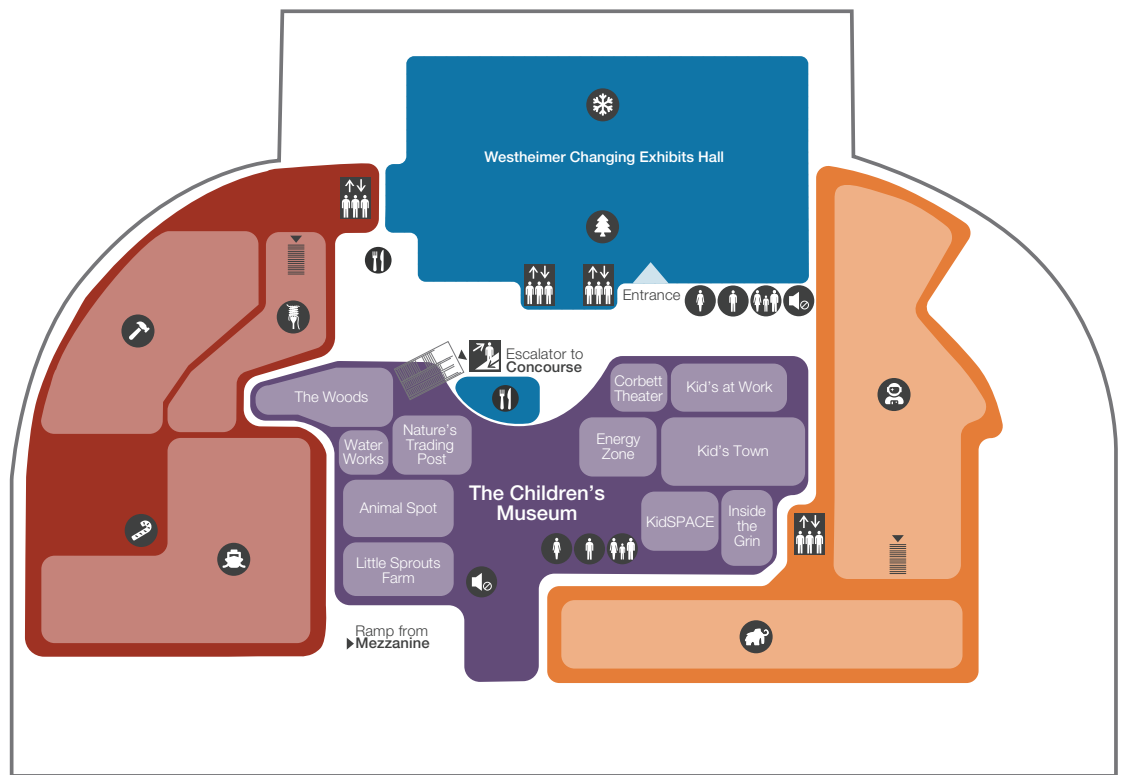 Westheimer Changing Exhibits Hall
Entrance
Escalator to
Concourse
The Woods
Corbett
Theater
Kid's at Work
Water
Works
Nature's
Trading
Post
Energy
Zone
Kid's Town
Animal Spot
The Children's
Museum
KidSPACE
Inside
the
Grin
Little Sprouts
Farm
Ramp from
Mezzanine